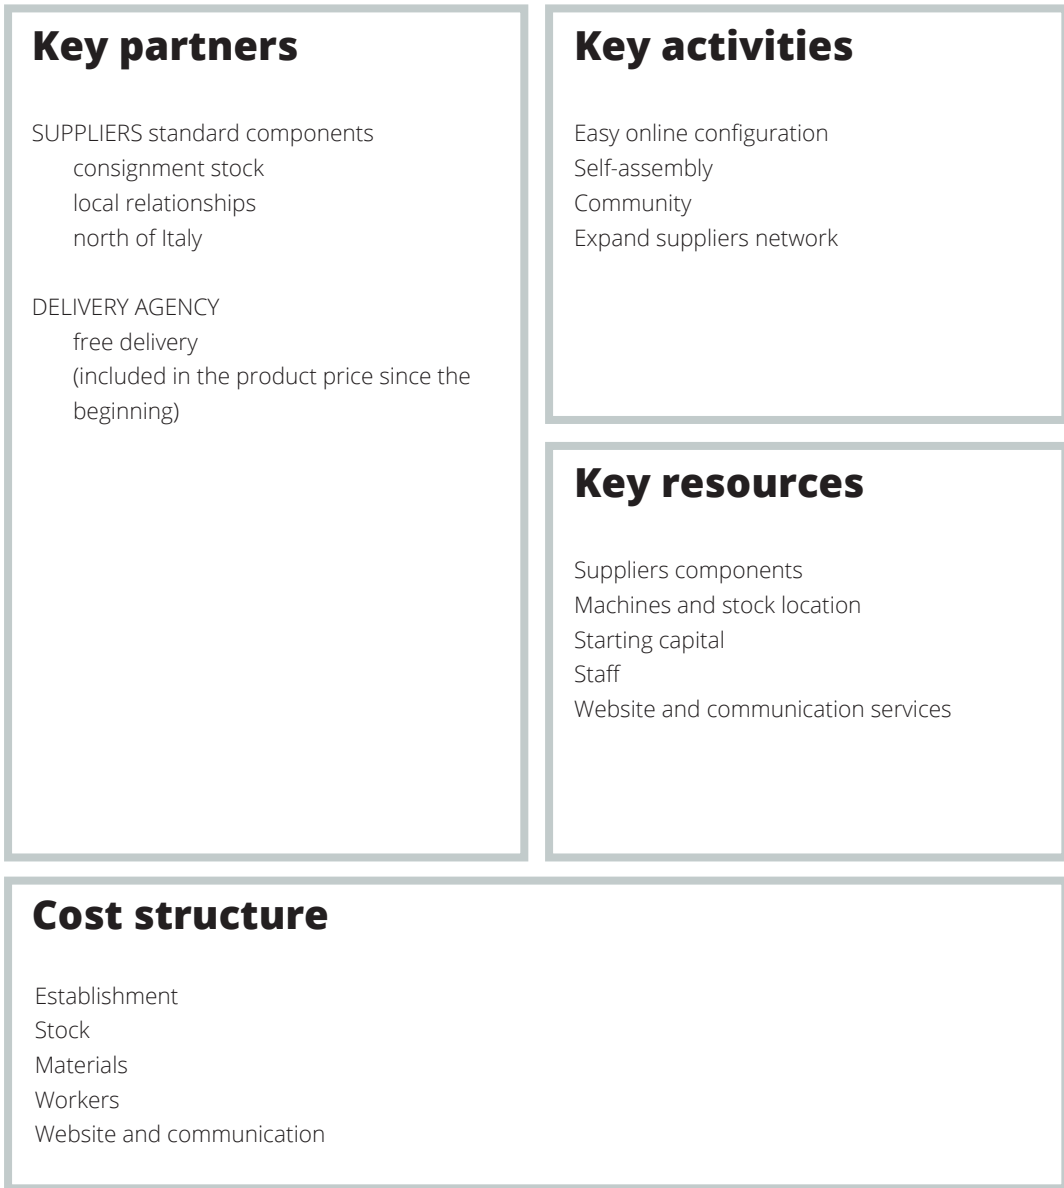 Key partners
SUPPLIERS standard components
consignment stock
local relationships
north of Italy
DELIVERY AGENCY
free delivery
(included in the product price since the
beginning)
Key activities
Easy online configuration
Self-assembly
Community
Expand suppliers network
Key resources
Suppliers components
Machines and stock location
Starting capital
Staff
Website and communication services
Cost structure
Establishment
Stock
Materials
Workers
Website and communication